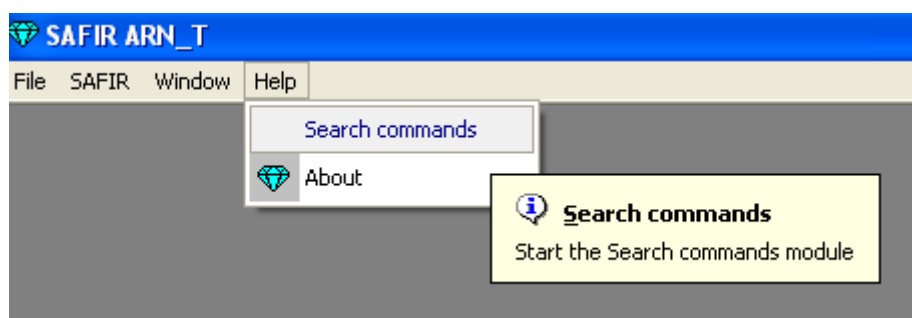 SAFIR ARN_T
File SAFIR Window Help
Search commands
About
Search commands
Start the Search commands module